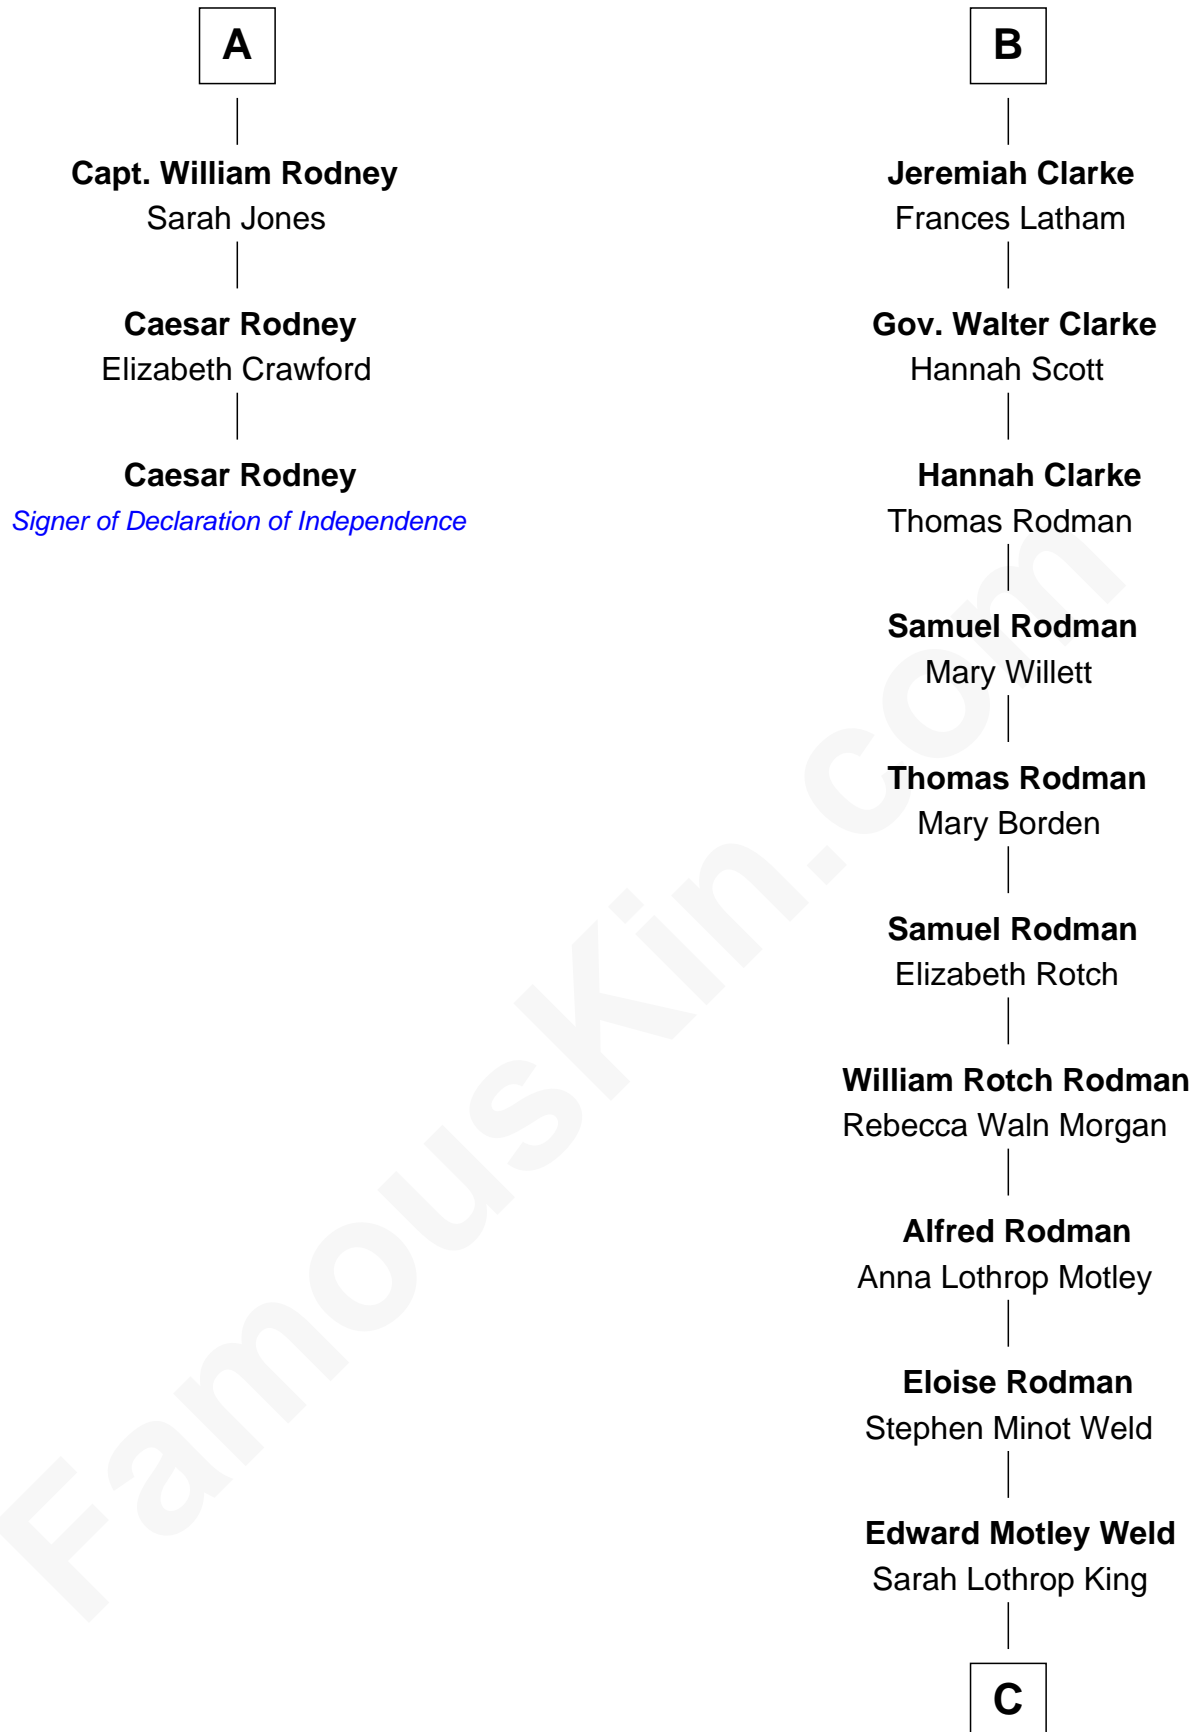 A
Capt. William Rodney
Sarah Jones
Caesar Rodney
Elizabeth Crawford
Caesar Rodney
Signer of Declaration of Independence
B
Jeremiah Clarke
Frances Latham
Gov. Walter Clarke
Hannah Scott
Hannah Clarke
Thomas Rodman
Samuel Rodman
Mary Willett
Thomas Rodman
Mary Borden
Samuel Rodman
Elizabeth Rotch
William Rotch Rodman
Rebecca Waln Morgan
Alfred Rodman
Anna Lothrop Motley
Eloise Rodman
Stephen Minot Weld
Edward Motley Weld
Sarah Lothrop King
C
FamousKin.com